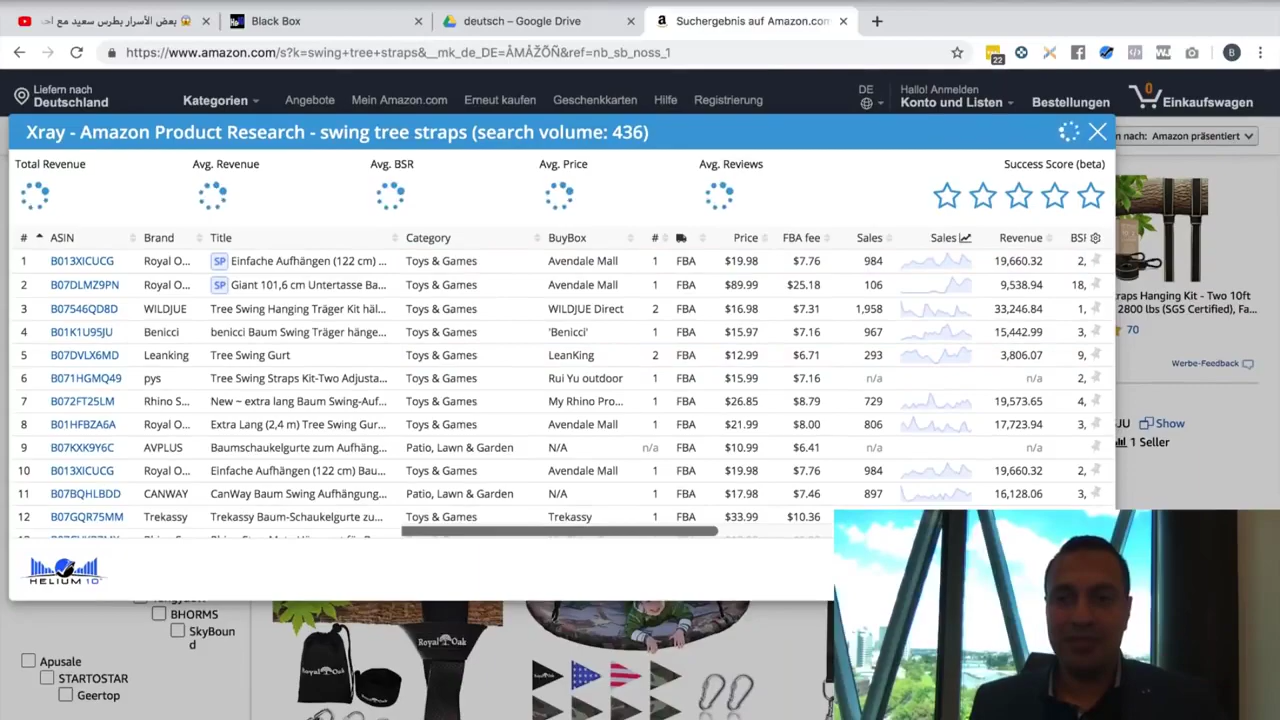 بعض الأسرار بطرس سعيد مع احد
Black Box
deutsch – Google Drive
Suchergebnis auf Amazon.com
https://www.amazon.com/s?k=swing+tree+straps&__mk_de_DE=ÅMÅŽÕÑ&ref=nb_sb_noss_1
22
B
Liefern nach
Deutschland
Kategorien
Angebote
Mein Amazon.com
Erneut kaufen
Geschenkkarten
Hilfe
Registrierung
DE
Hallo! Anmelden
Konto und Listen
Bestellungen
0
Einkaufswagen
Xray - Amazon Product Research - swing tree straps (search volume: 436)
n nach: Amazon präsentiert
Total Revenue Avg. Revenue Avg. BSR Avg. Price Avg. Reviews Success Score (beta)
# ASIN Brand Title Category BuyBox # Price FBA fee Sales Sales Revenue BSI
1 B013XICUCG Royal O... SP Einfache Aufhängen (122 cm) ... Toys & Games Avendale Mall 1 FBA $19.98 $7.76 984 19,660.32 2,
2 B07DLMZ9PN Royal O... SP Giant 101,6 cm Untertasse Ba... Toys & Games Avendale Mall 1 FBA $89.99 $25.18 106 9,538.94 18,
3 B07546QD8D WILDJUE Tree Swing Hanging Träger Kit häl... Toys & Games WILDJUE Direct 2 FBA $16.98 $7.31 1,958 33,246.84 1,
4 B01K1U95JU Benicci benicci Baum Swing Träger hänge... Toys & Games 'Benicci' 1 FBA $15.97 $7.16 967 15,442.99 3,
5 B07DVLX6MD Leanking Tree Swing Gurt Toys & Games LeanKing 2 FBA $12.99 $6.71 293 3,806.07 9,
6 B071HGMQ49 pys Tree Swing Straps Kit-Two Adjusta... Toys & Games Rui Yu outdoor 1 FBA $15.99 $7.16 n/a n/a 2,
7 B072FT25LM Rhino S... New ~ extra lang Baum Swing-Auf... Toys & Games My Rhino Pro... 1 FBA $26.85 $8.79 729 19,573.65 4,
8 B01HFBZA6A Royal O... Extra Lang (2,4 m) Tree Swing Gur... Toys & Games Avendale Mall 1 FBA $21.99 $8.00 806 17,723.94 3,
9 B07KXK9Y6C AVPLUS Baumschaukelgurte zum Aufhäng... Patio, Lawn & Garden N/A n/a FBA $10.99 $6.41 n/a n/a
10 B013XICUCG Royal O... Einfache Aufhängen (122 cm) Bau... Toys & Games Avendale Mall 1 FBA $19.98 $7.76 984 19,660.32 2,
11 B07BQHLBDD CANWAY CanWay Baum Swing Aufhängung... Patio, Lawn & Garden N/A 1 FBA $17.98 $7.46 897 16,128.06 3,
12 B07GQR75MM Trekassy Trekassy Baum-Schaukelgurte zu... Toys & Games Trekassy 1 FBA $33.99 $10.36
HELIUM 10
raps Hanging Kit - Two 10ft
2800 lbs (SGS Certified), Fa...
70
Werbe-Feedback
JU Show
1 Seller
BHORMS
SkyBoun
d
Apusale
STARTOSTAR
Geertop
Royal Oak
Royal Oak